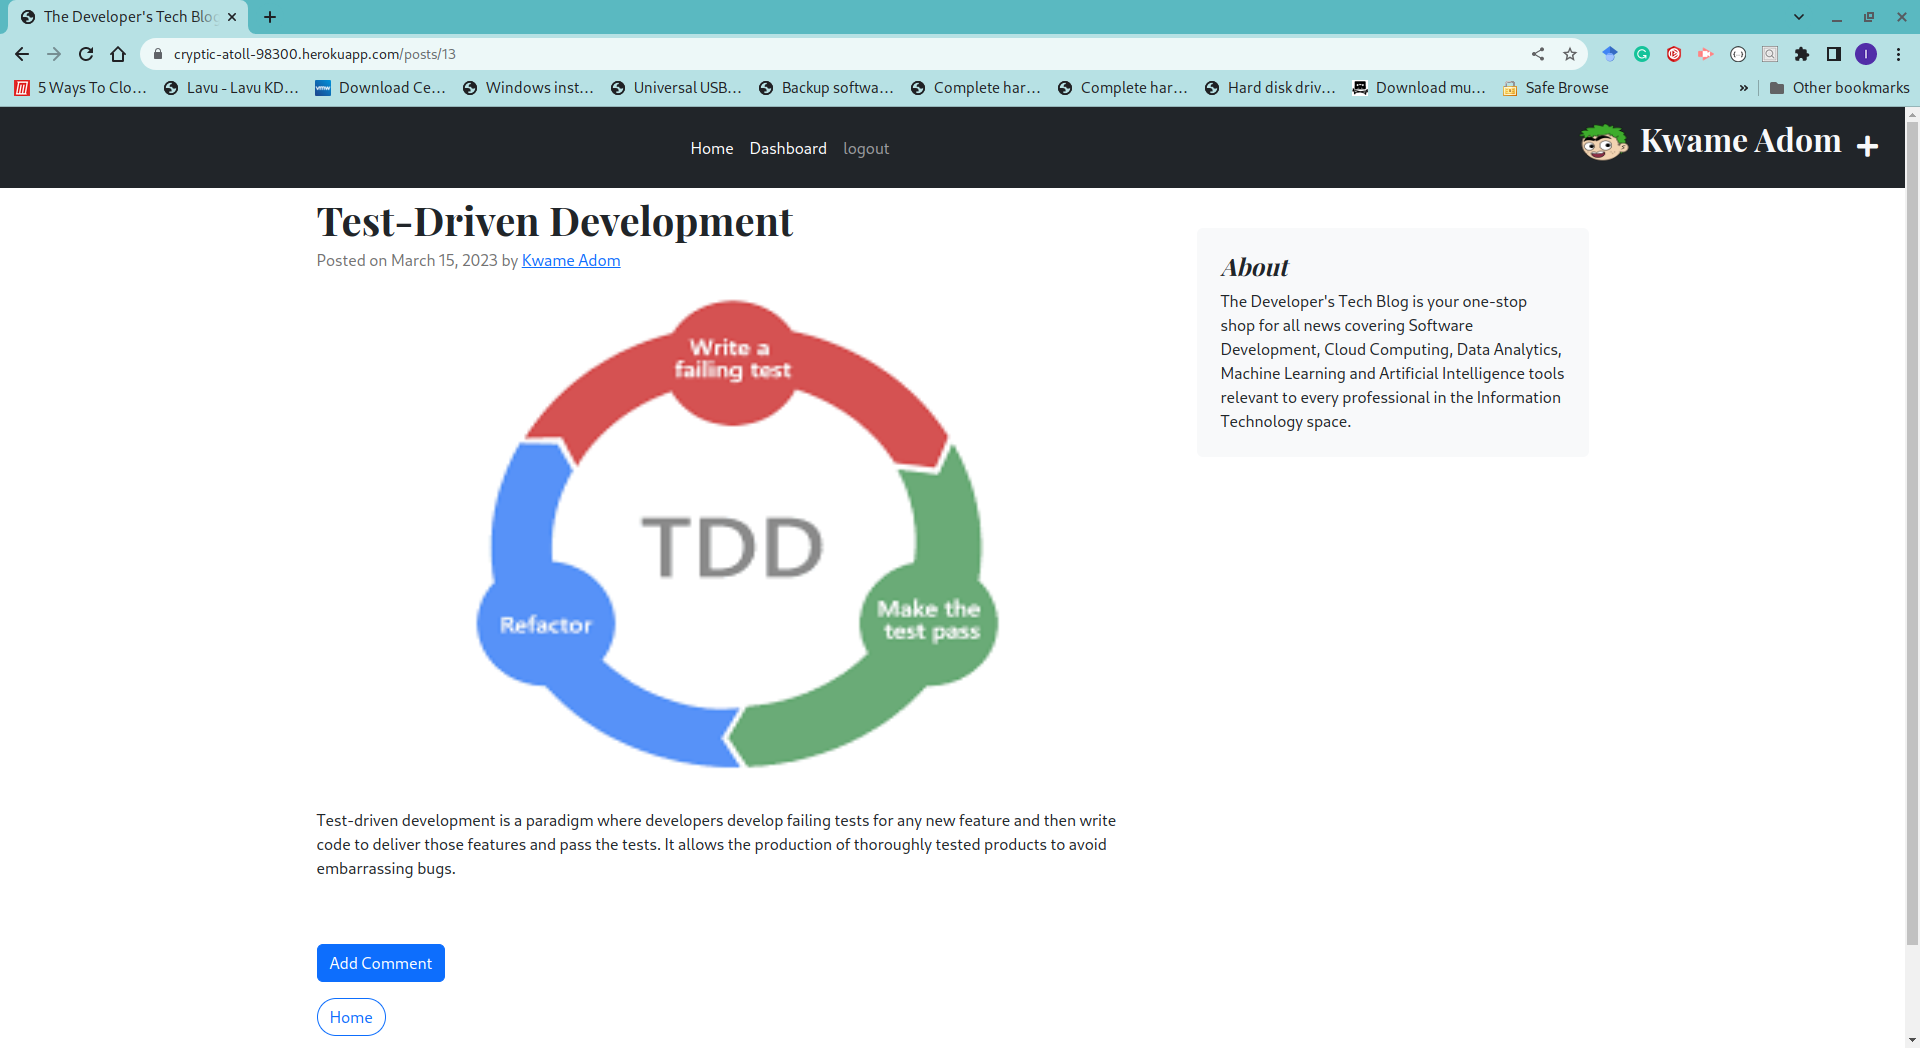 The Developer's Tech Blog
cryptic-atoll-98300.herokuapp.com/posts/13
5 Ways To Clo... Lavu - Lavu KD... Download Ce... Windows inst... Universal USB... Backup softwa... Complete har... Complete har... Hard disk driv... Download mu... Safe Browse » Other bookmarks
Home Dashboard logout Kwame Adom
Test-Driven Development
Posted on March 15, 2023 by Kwame Adom
Write a
failing test
TDD
Make the
test pass
Refactor
Test-driven development is a paradigm where developers develop failing tests for any new feature and then write
code to deliver those features and pass the tests. It allows the production of thoroughly tested products to avoid
embarrassing bugs.
Add Comment
Home
About
The Developer's Tech Blog is your one-stop
shop for all news covering Software
Development, Cloud Computing, Data Analytics,
Machine Learning and Artificial Intelligence tools
relevant to every professional in the Information
Technology space.